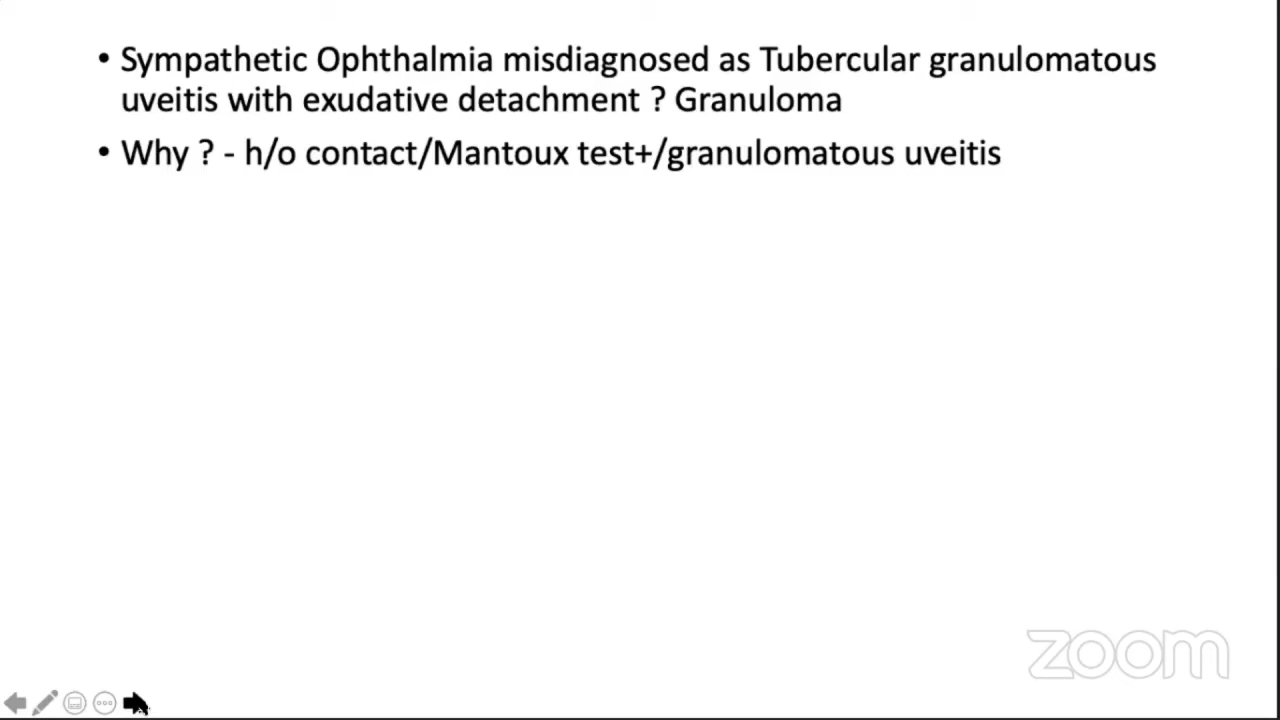 • Sympathetic Ophthalmia misdiagnosed as Tubercular granulomatous
uveitis with exudative detachment ? Granuloma
• Why ? - h/o contact/Mantoux test+/granulomatous uveitis
zoom